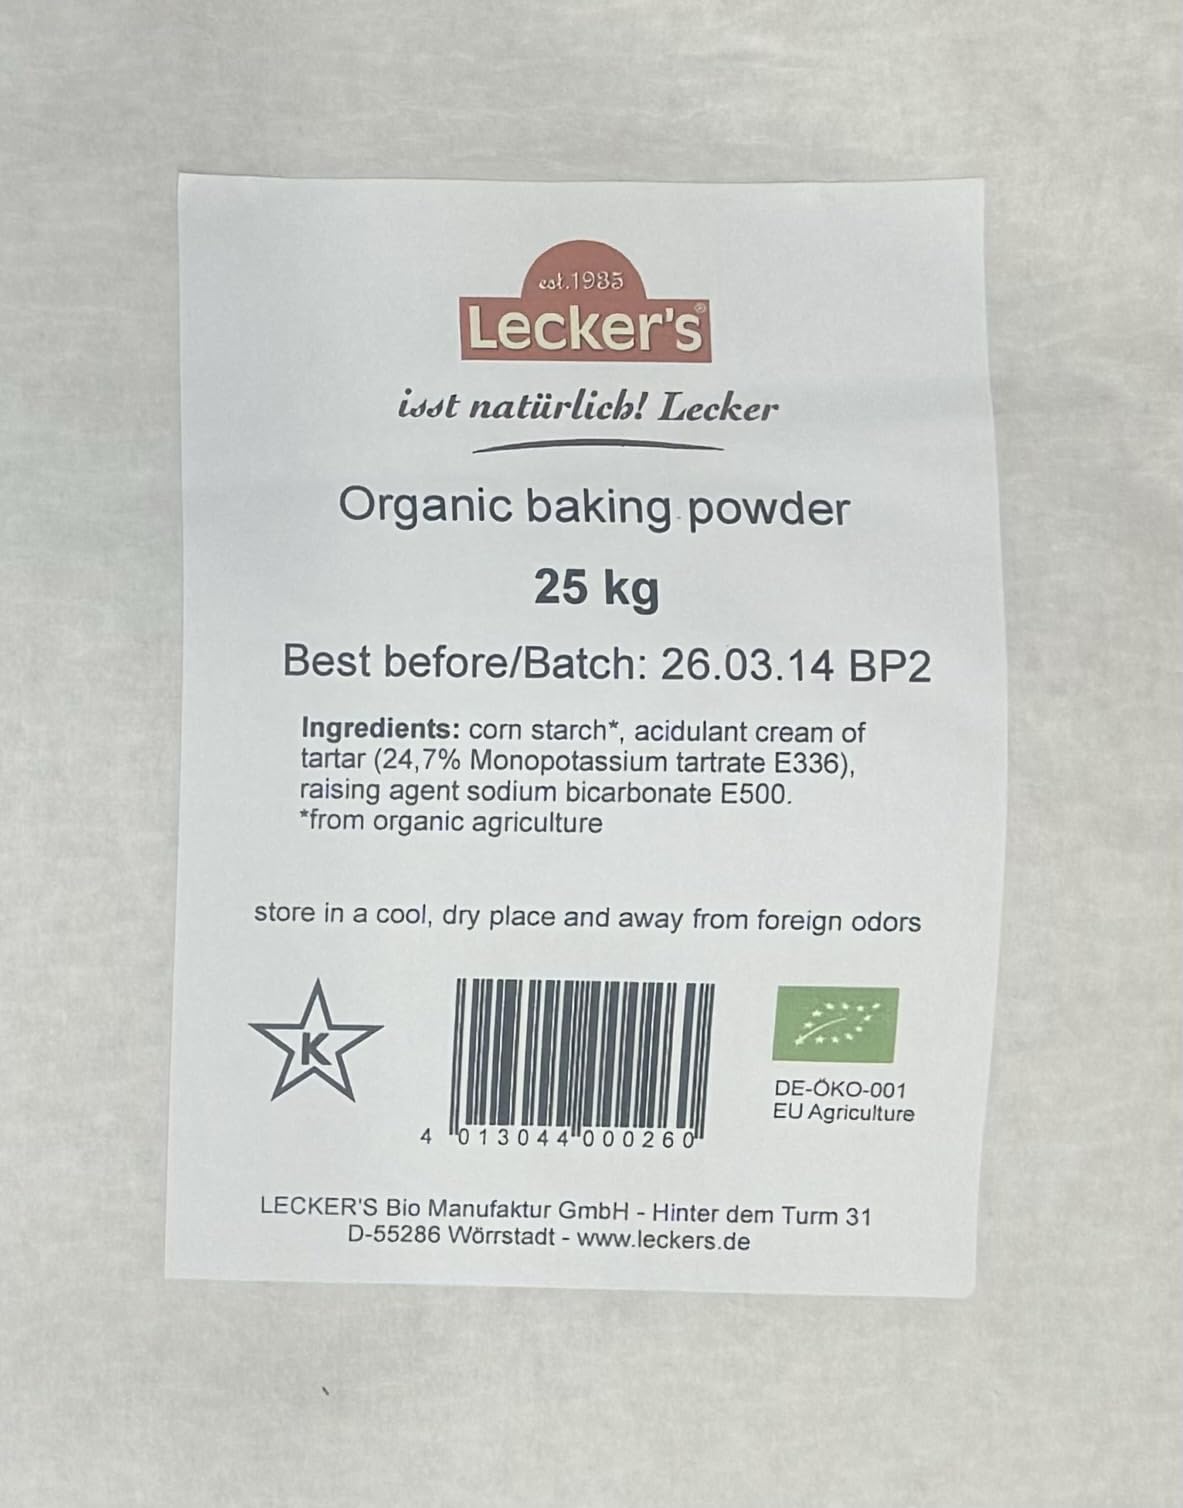 est.1985
Lecker's®
isst natürlich! Lecker
Organic baking powder
25 kg
Best before/Batch: 26.03.14 BP2
Ingredients: corn starch*, acidulant cream of
tartar (24,7% Monopotassium tartrate E336),
raising agent sodium bicarbonate E500.
*from organic agriculture
store in a cool, dry place and away from foreign odors
K
4 013044 000260
DE-ÖKO-001
EU Agriculture
LECKER'S Bio Manufaktur GmbH - Hinter dem Turm 31
D-55286 Wörrstadt - www.leckers.de